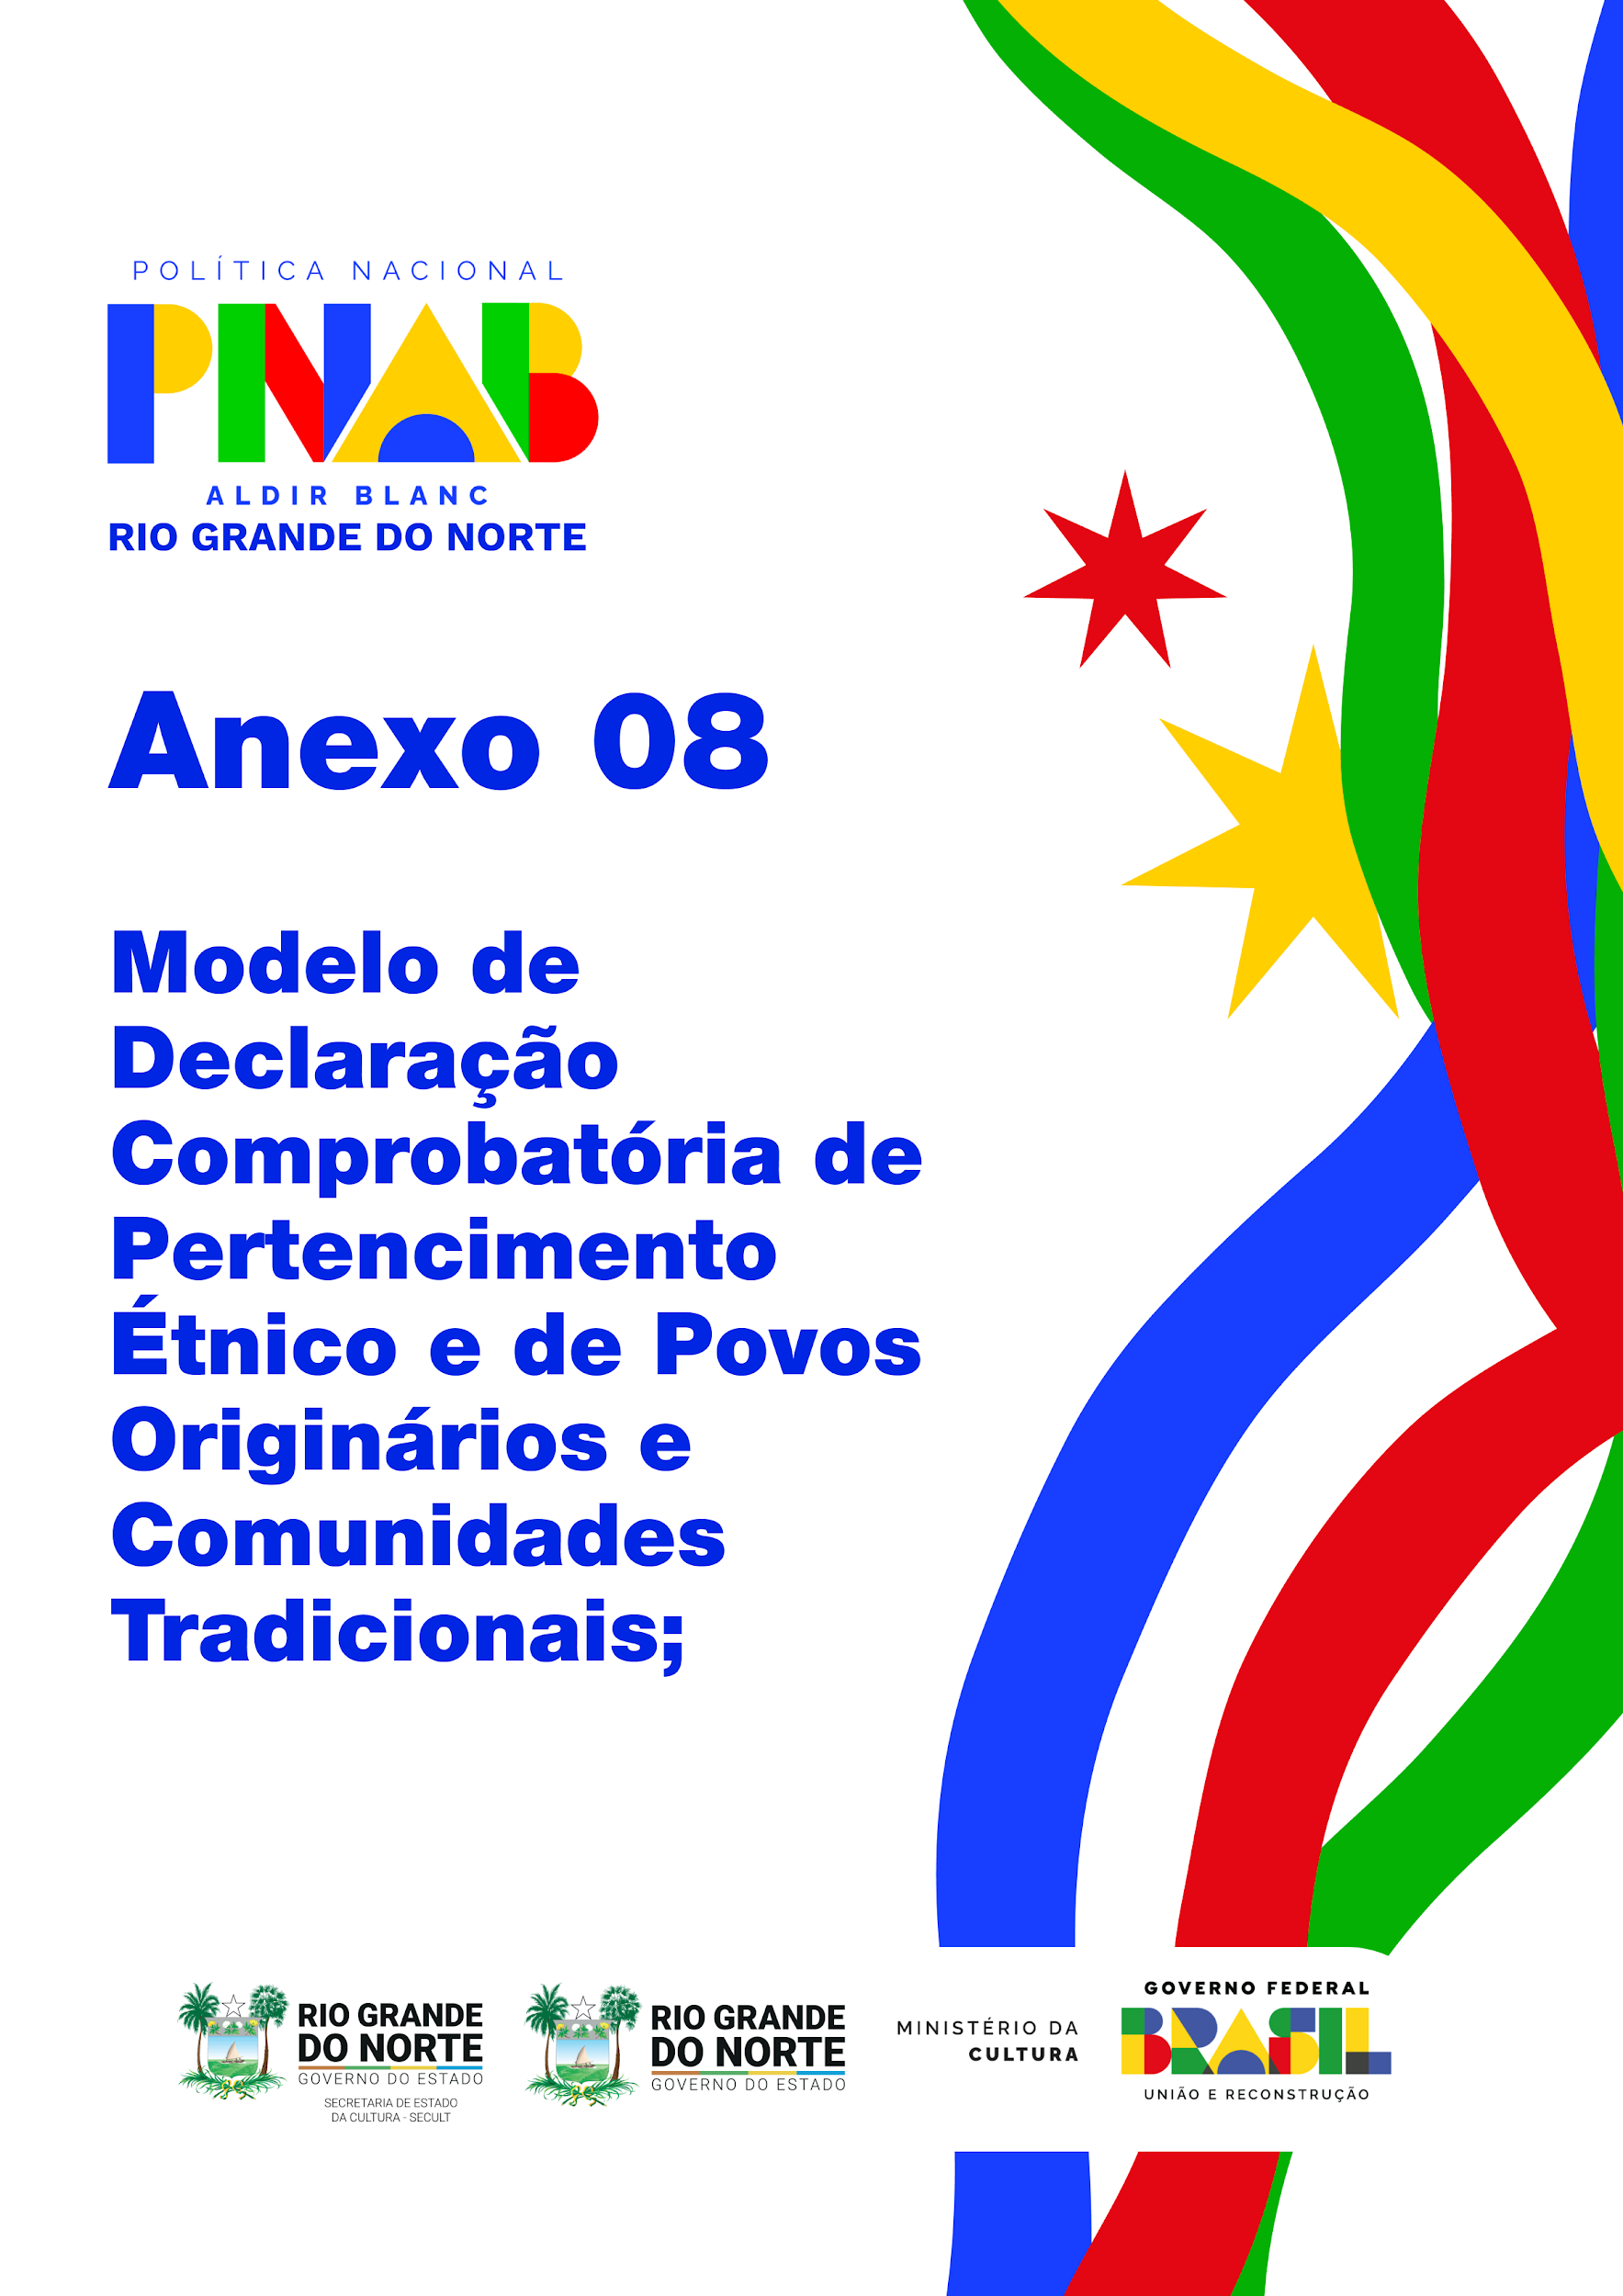 POLÍTICA NACIONAL
PNAB
ALDIR BLANC
RIO GRANDE DO NORTE
Anexo 08
Modelo de
Declaração
Comprobatória de
Pertencimento
Étnico e de Povos
Originários e
Comunidades
Tradicionais;
RIO GRANDE
DO NORTE
GOVERNO DO ESTADO
SECRETARIA DE ESTADO
DA CULTURA - SECULT
RIO GRANDE
DO NORTE
GOVERNO DO ESTADO
MINISTÉRIO DA
CULTURA
GOVERNO FEDERAL
BRASIL
UNIÃO E RECONSTRUÇÃO